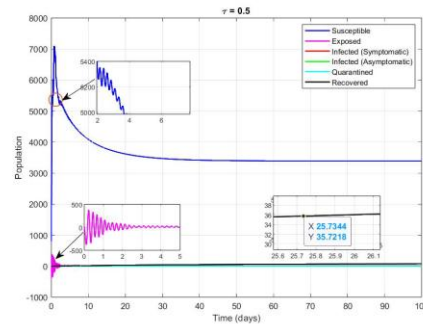 τ = 0.5
Susceptible
Exposed
Infected (Symptomatic)
Infected (Asymptomatic)
Quarantined
Recovered
8000
7000
6000
5000
4000
3000
2000
1000
0
-1000
Population
5400
5200
5000
2 4 6 8
500
0
-500
0 1 2 3 4 5
38
36
34
32
30
X 25.7344
Y 35.7218
25.6 25.7 25.8 25.9 26 26.1
0 10 20 30 40 50 60 70 80 90 100
Time (days)